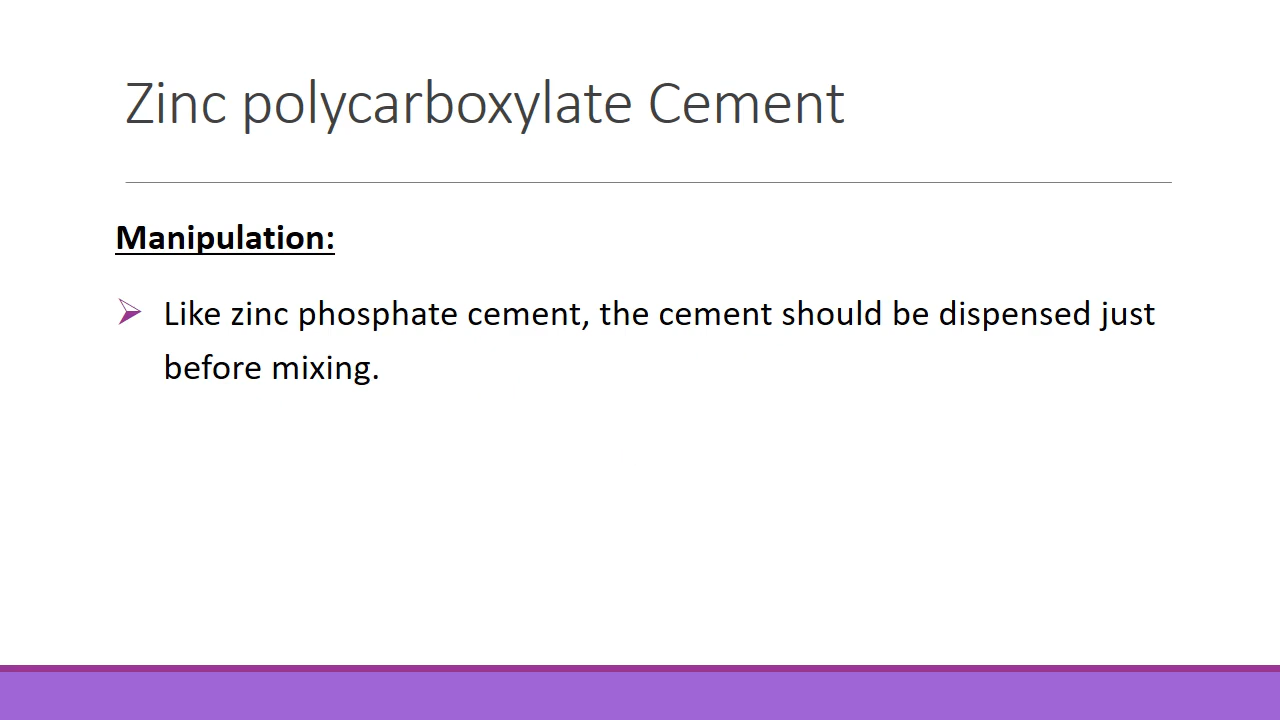 Zinc polycarboxylate Cement
Manipulation:
Like zinc phosphate cement, the cement should be dispensed just
before mixing.